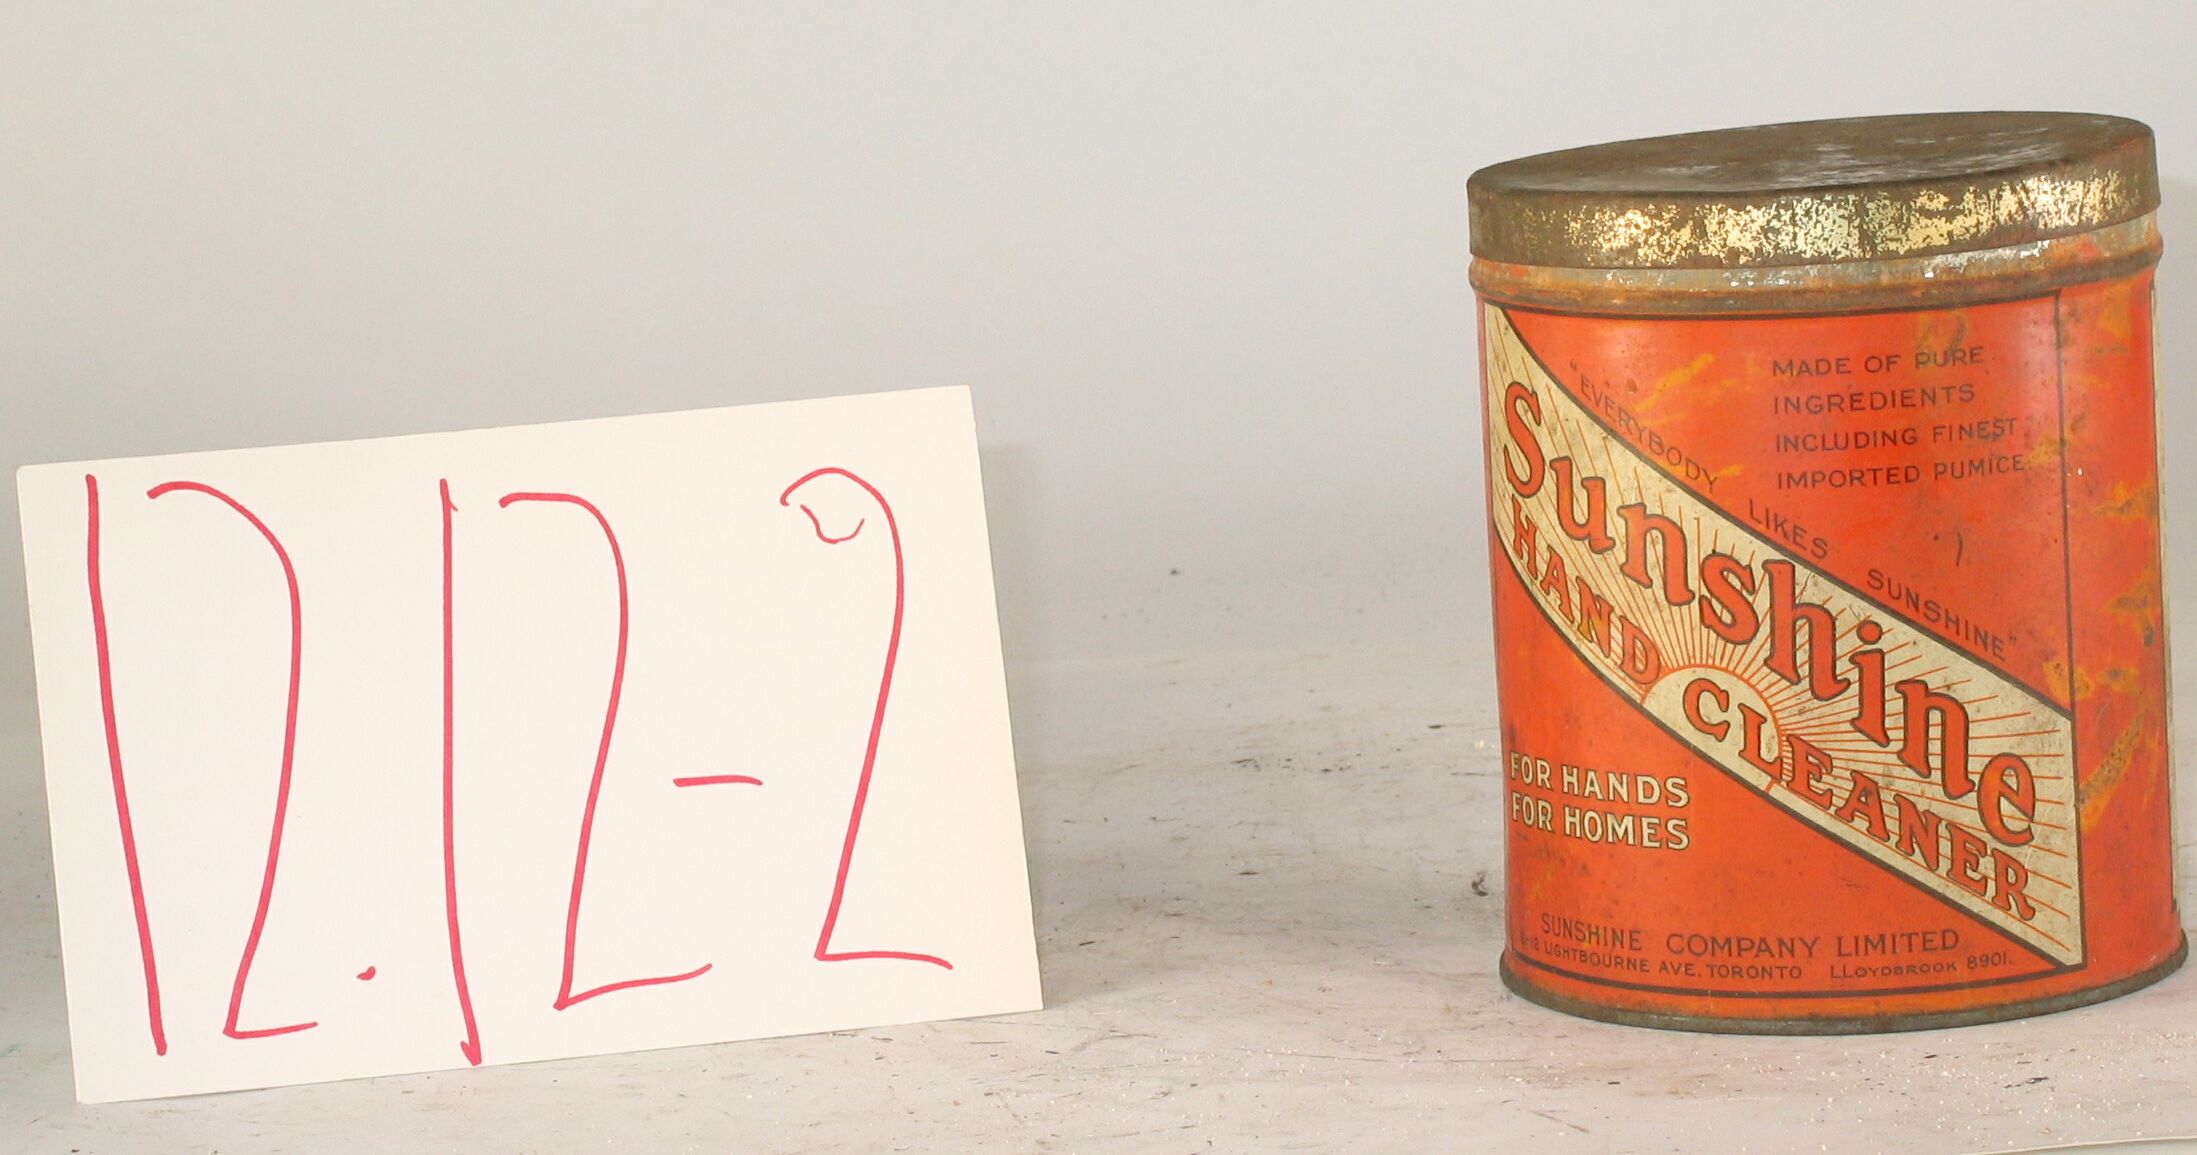 12.12-2
"EVERYBODY LIKES SUNSHINE"
MADE OF PURE
INGREDIENTS
INCLUDING FINEST
IMPORTED PUMICE
Sunshine
HAND CLEANER
FOR HANDS
FOR HOMES
SUNSHINE COMPANY LIMITED
LIGHTBOURNE AVE. TORONTO LLOYDBROOK 8901.